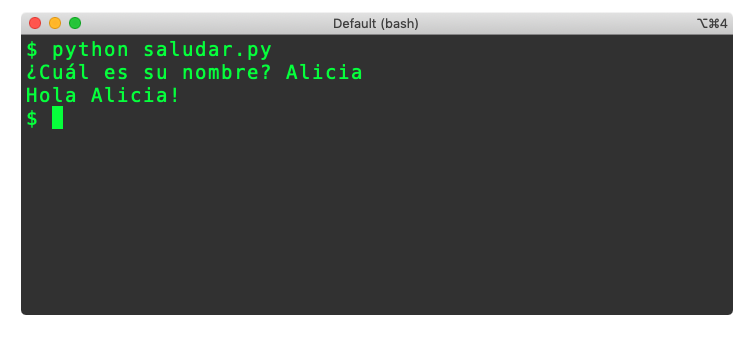 Default (bash)
⌥⌘4
$ python saludar.py
¿Cuál es su nombre? Alicia
Hola Alicia!
$